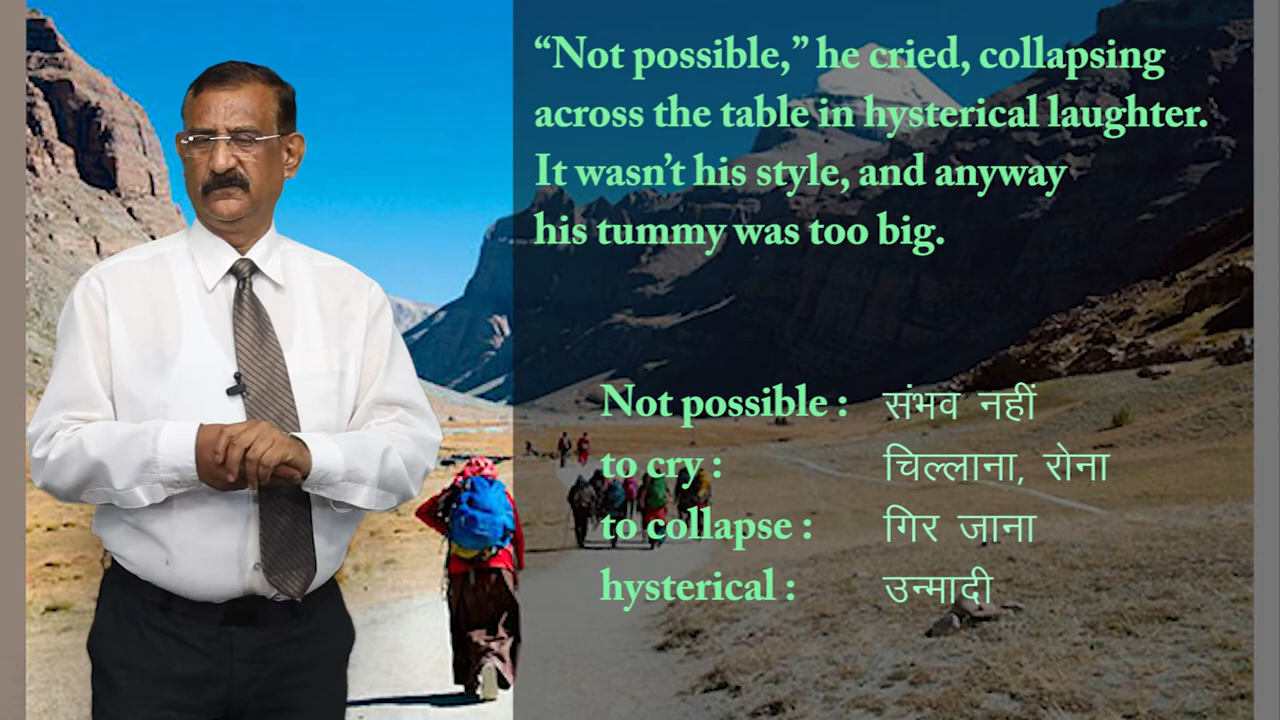 “Not possible,” he cried, collapsing
across the table in hysterical laughter.
It wasn’t his style, and anyway
his tummy was too big.
Not possible : संभव नहीं
to cry : चिल्लाना, रोना
to collapse : गिर जाना
hysterical : उन्मादी